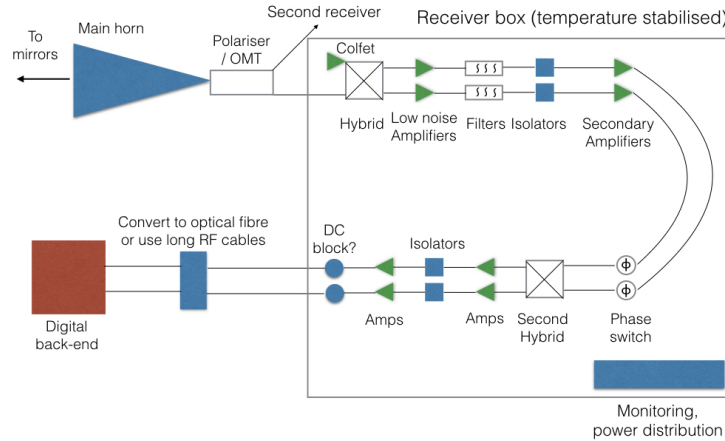 Second receiver
Receiver box (temperature stabilised)
Main horn
To
mirrors
Polariser
/ OMT
Colfet
Hybrid
Low noise
Amplifiers
Filters
Isolators
Secondary
Amplifiers
Convert to optical fibre
or use long RF cables
DC
block?
Isolators
ϕ
ϕ
Digital
back-end
Amps
Amps
Second
Hybrid
Phase
switch
Monitoring,
power distribution